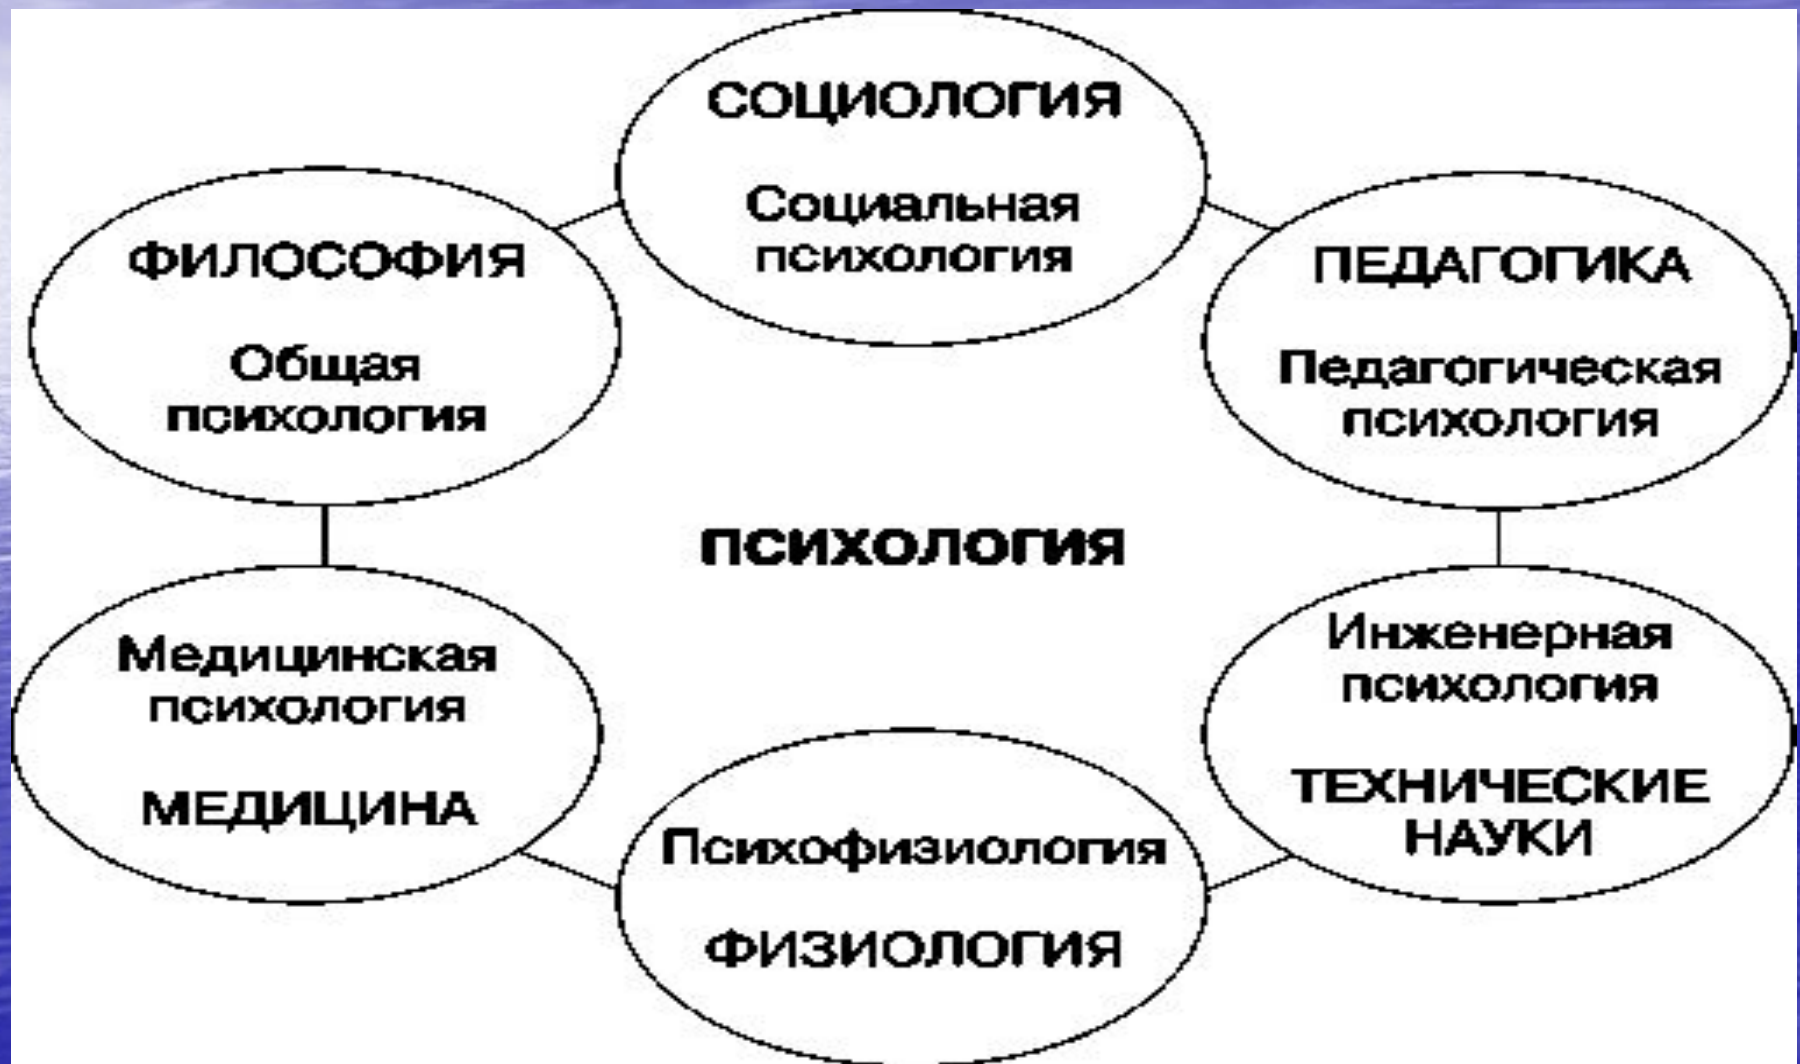 СОЦИОЛОГИЯ
Социальная
психология
ФИЛОСОФИЯ
Общая
психология
ПЕДАГОГИКА
Педагогическая
психология
ПСИХОЛОГИЯ
Медицинская
психология
МЕДИЦИНА
Инженерная
психология
ТЕХНИЧЕСКИЕ
НАУКИ
Психофизиология
ФИЗИОЛОГИЯ